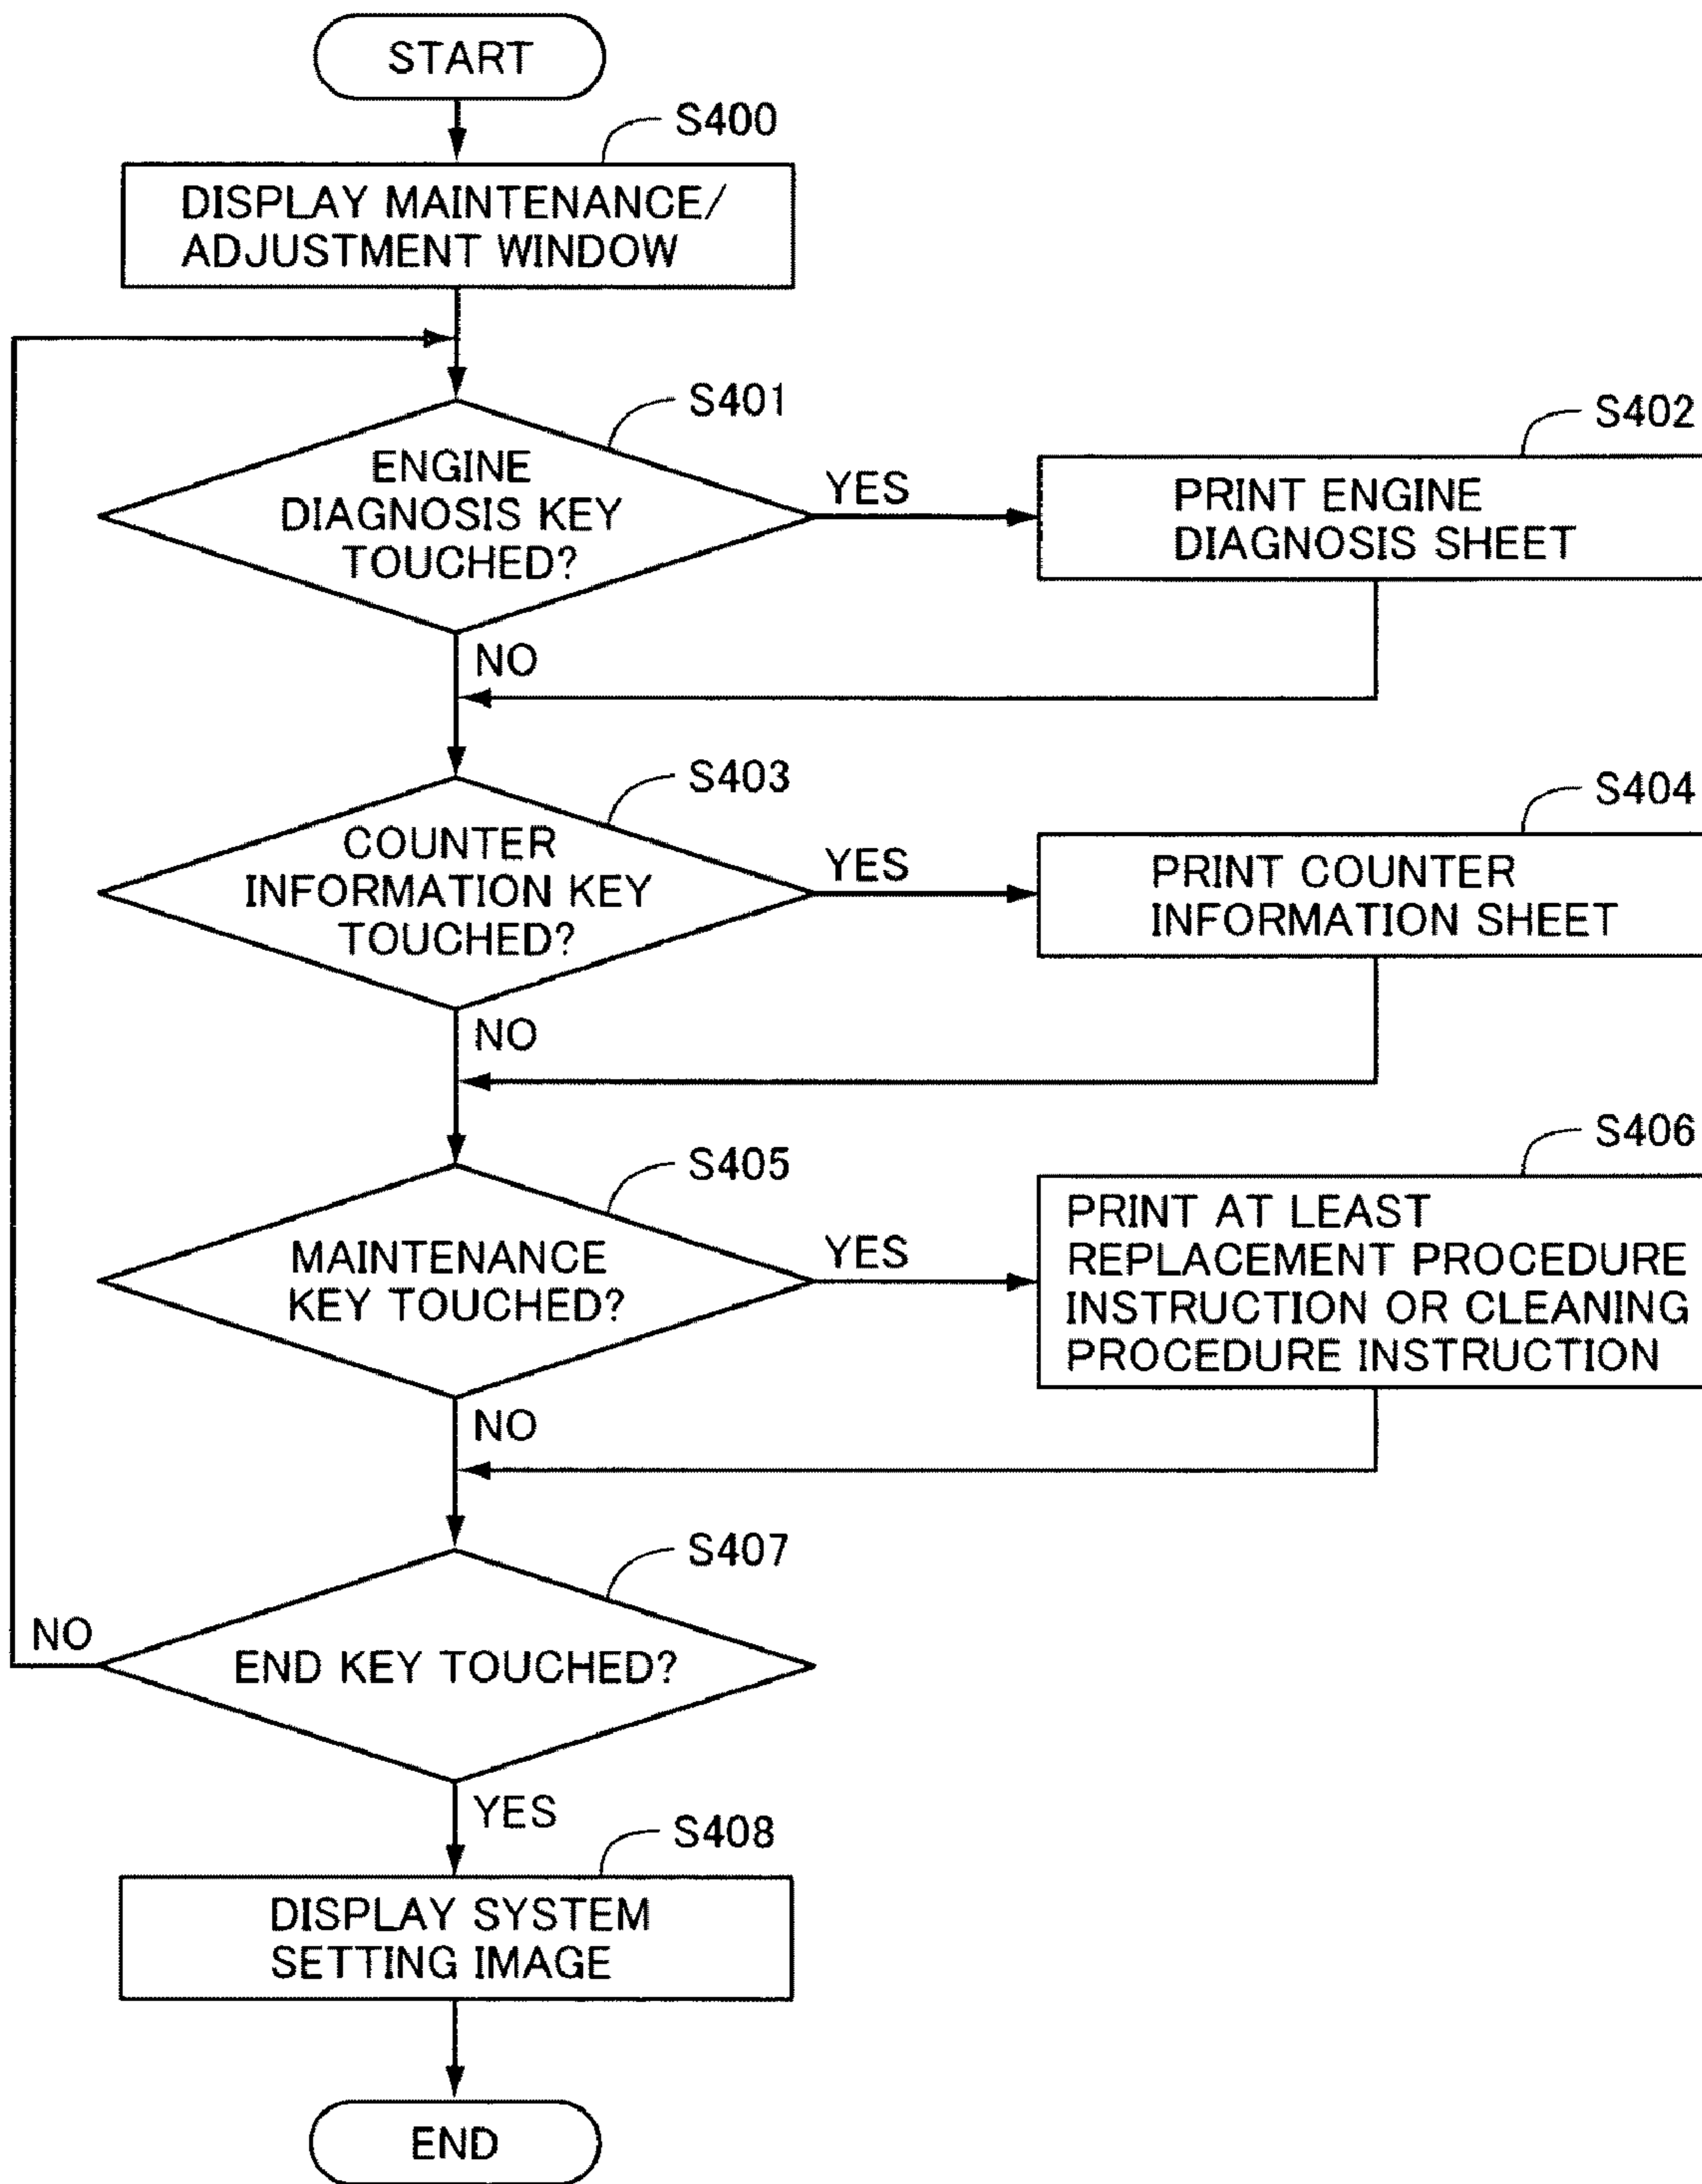 START
S400
DISPLAY MAINTENANCE/
ADJUSTMENT WINDOW
S401
ENGINE
DIAGNOSIS KEY
TOUCHED?
YES
NO
S402
PRINT ENGINE
DIAGNOSIS SHEET
S403
COUNTER
INFORMATION KEY
TOUCHED?
YES
NO
S404
PRINT COUNTER
INFORMATION SHEET
S405
MAINTENANCE
KEY TOUCHED?
YES
NO
S406
PRINT AT LEAST
REPLACEMENT PROCEDURE
INSTRUCTION OR CLEANING
PROCEDURE INSTRUCTION
S407
END KEY TOUCHED?
NO
YES
S408
DISPLAY SYSTEM
SETTING IMAGE
END